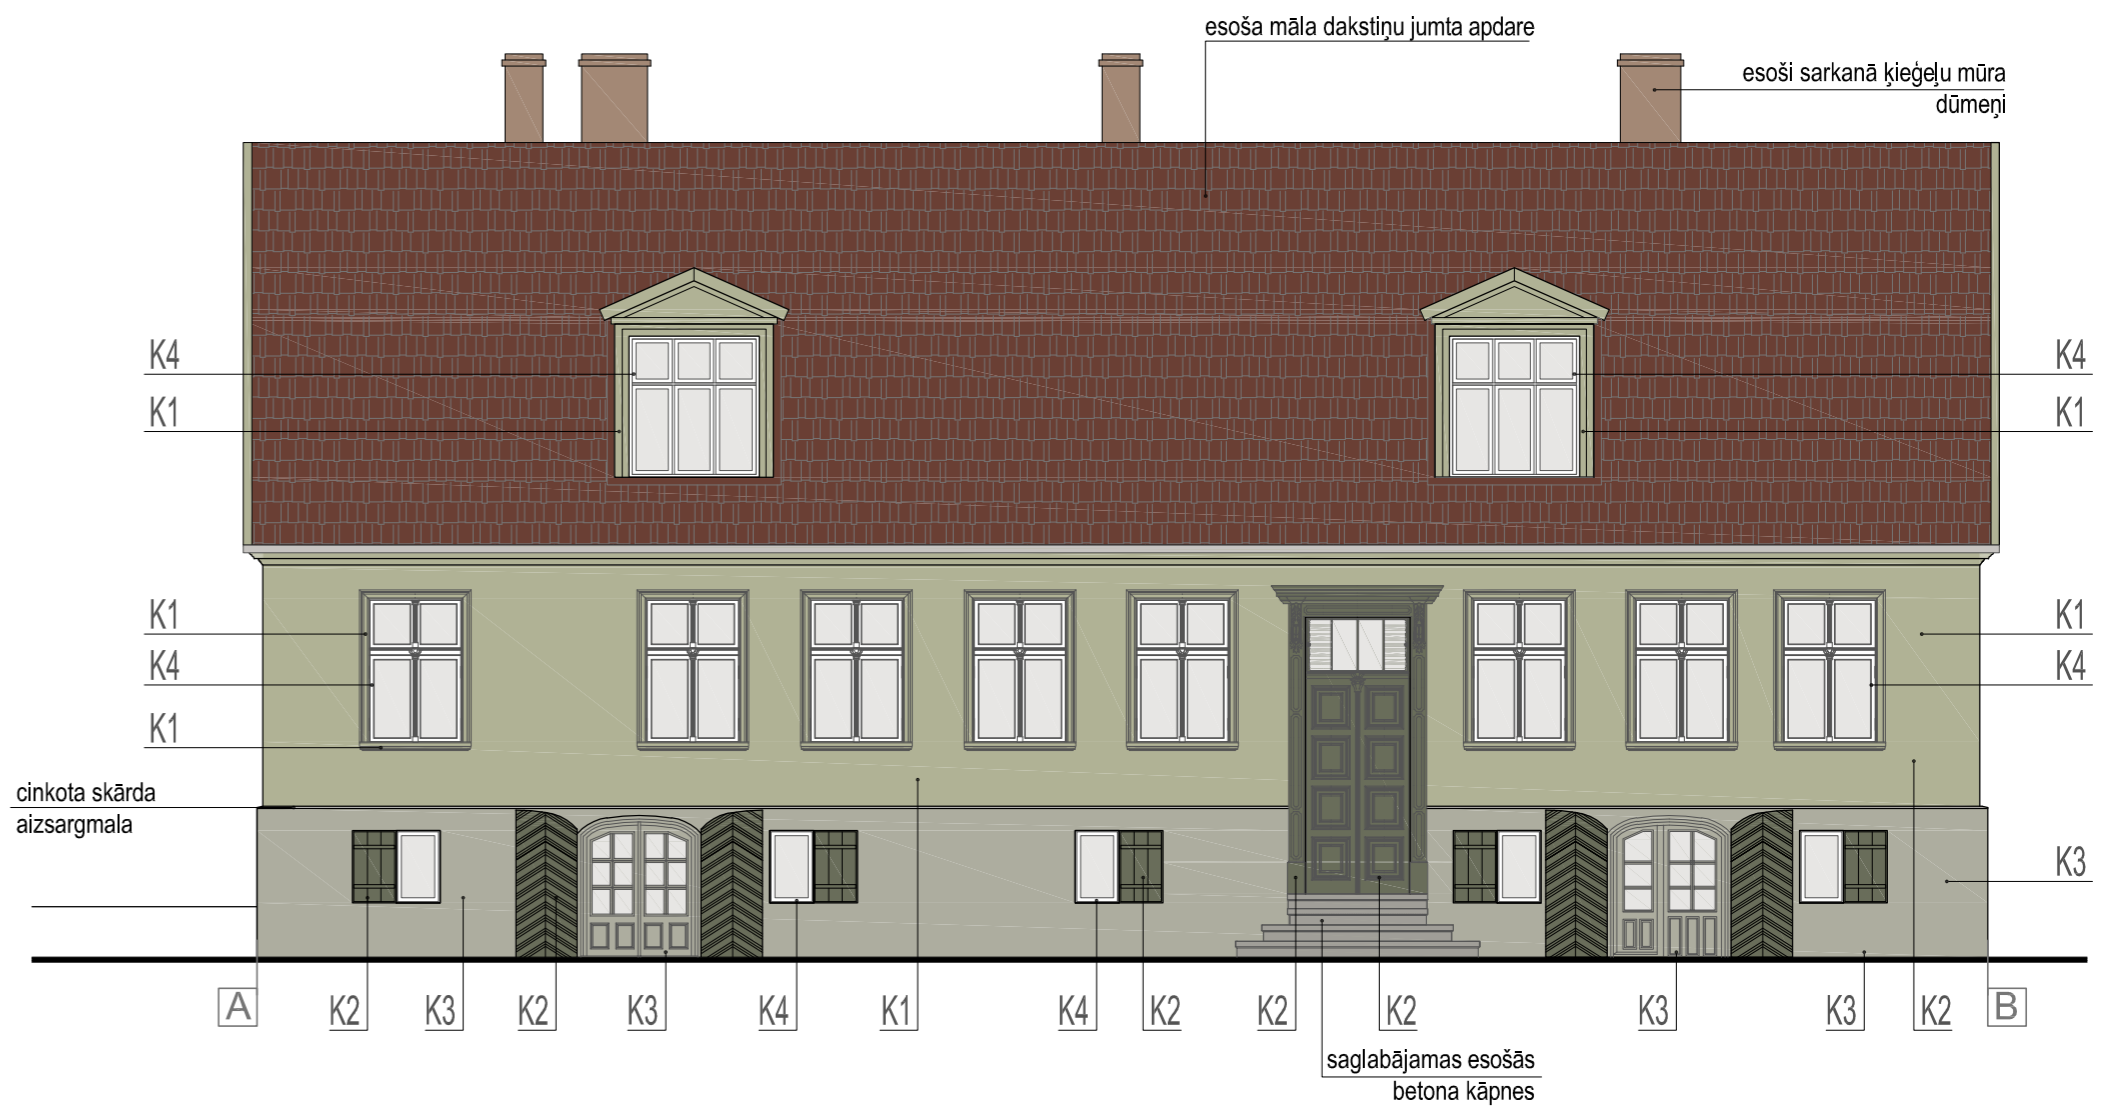 esoša māla dakstiņu jumta apdare
esoši sarkanā ķieģeļu mūra
dūmeņi
K4
K4
K1
K1
K1
K1
K4
K4
K1
cinkota skārda
aizsargmala
K3
A
K2
K3
K2
K3
K4
K1
K4
K2
K2
K2
K3
K3
K2
B
saglabājamas esošās
betona kāpnes